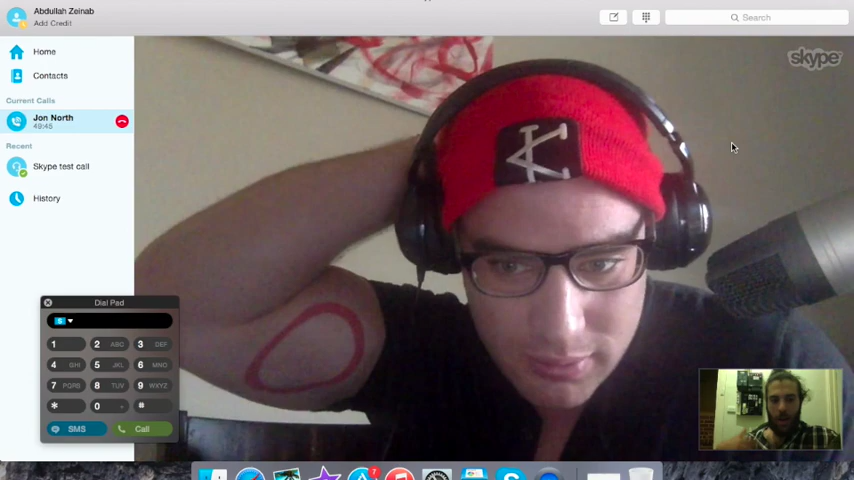 Abdullah Zeinab
Add Credit
Search
Home
Contacts
Current Calls
Jon North
49:45
Recent
Skype test call
History
skype
Dial Pad
S
1
2 ABC
3 DEF
4 GHI
5 JKL
6 MNO
7 PQRS
8 TUV
9 WXYZ
*
0
#
SMS
Call
7